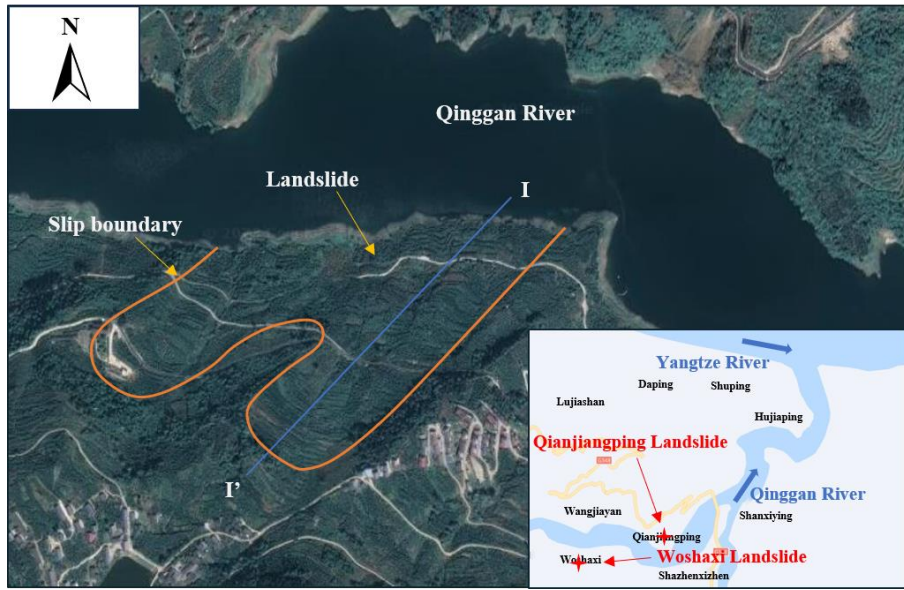 N
Qinggan River
Landslide
I
Slip boundary
I'
Yangtze River
Daping
Shuping
Lujiashan
Hujiaping
Qianjiangping Landslide
Qinggan River
Wangjiayan
Shanxiying
Qianjiangping
Woshaxi
Woshaxi Landslide
Shazhenxizhen